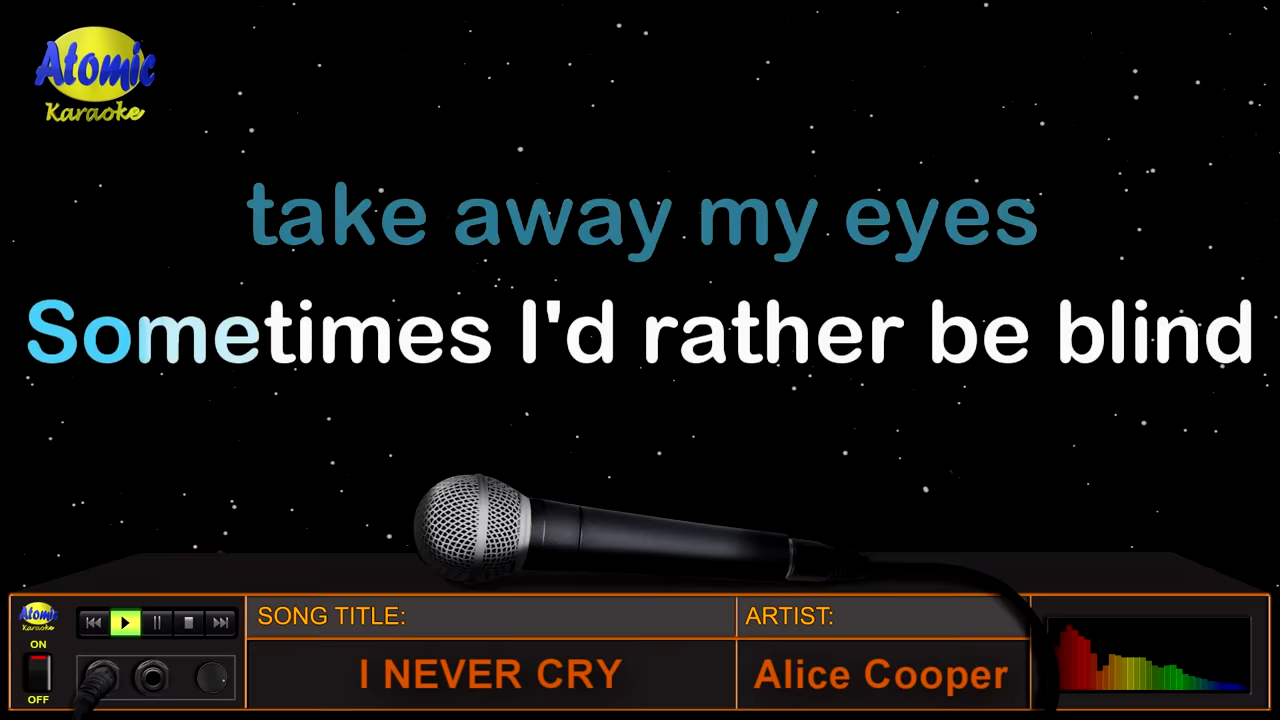 Atomic
Karaoke
take away my eyes
Sometimes I'd rather be blind
Atomic
Karaoke
ON
OFF
SONG TITLE:
I NEVER CRY
ARTIST:
Alice Cooper